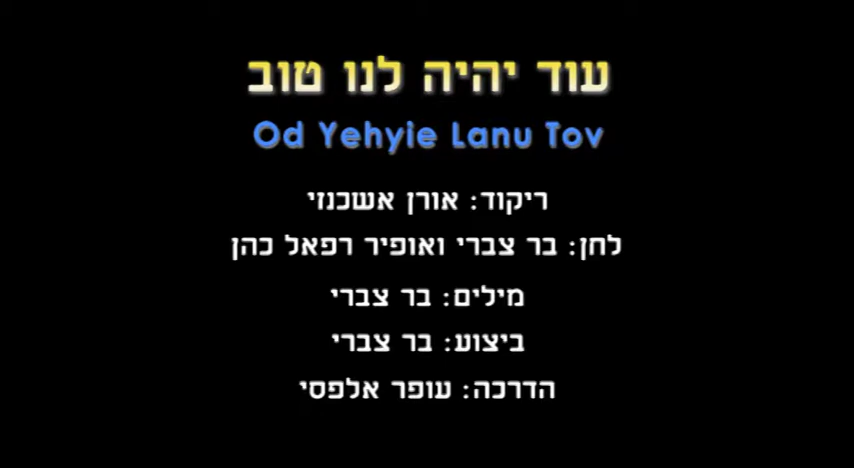 עוד יהיה לנו טוב
Od Yehyie Lanu Tov
ריקוד: אורן אשכנזי
לחן: בר צברי ואופיר רפאל כהן
מילים: בר צברי
ביצוע: בר צברי
הדרכה: עופר אלפסי